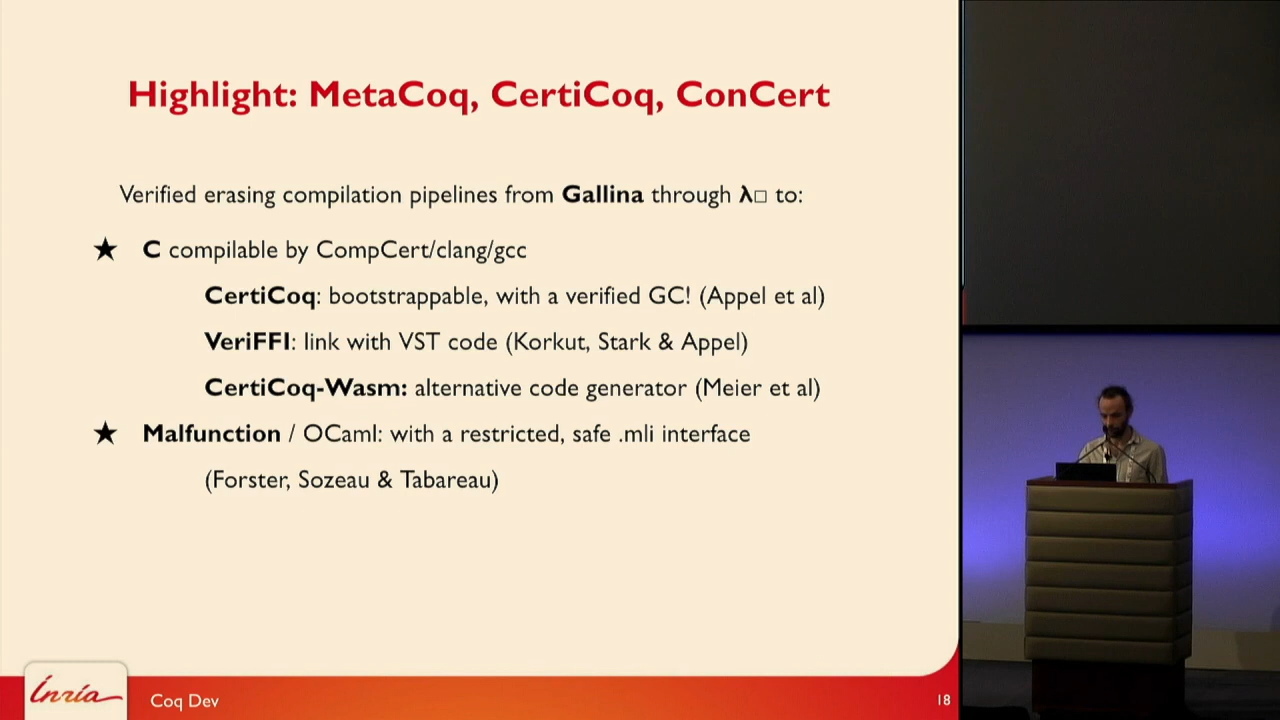 Highlight: MetaCoq, CertiCoq, ConCert
Verified erasing compilation pipelines from Gallina through λ□ to:
★ C compilable by CompCert/clang/gcc
CertiCoq: bootstrappable, with a verified GC! (Appel et al)
VeriFFI: link with VST code (Korkut, Stark & Appel)
CertiCoq-Wasm: alternative code generator (Meier et al)
★ Malfunction / OCaml: with a restricted, safe .mli interface
(Forster, Sozeau & Tabareau)
Inria
Coq Dev
18